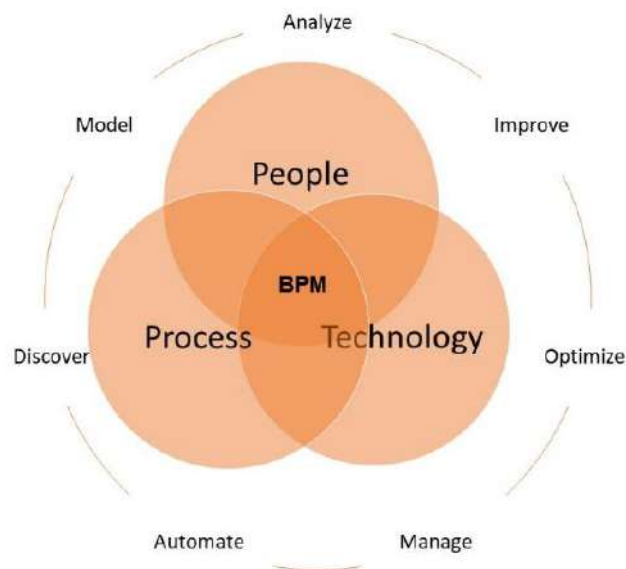 Analyze
Model
Improve
People
BPM
Process
Technology
Discover
Optimize
Automate
Manage